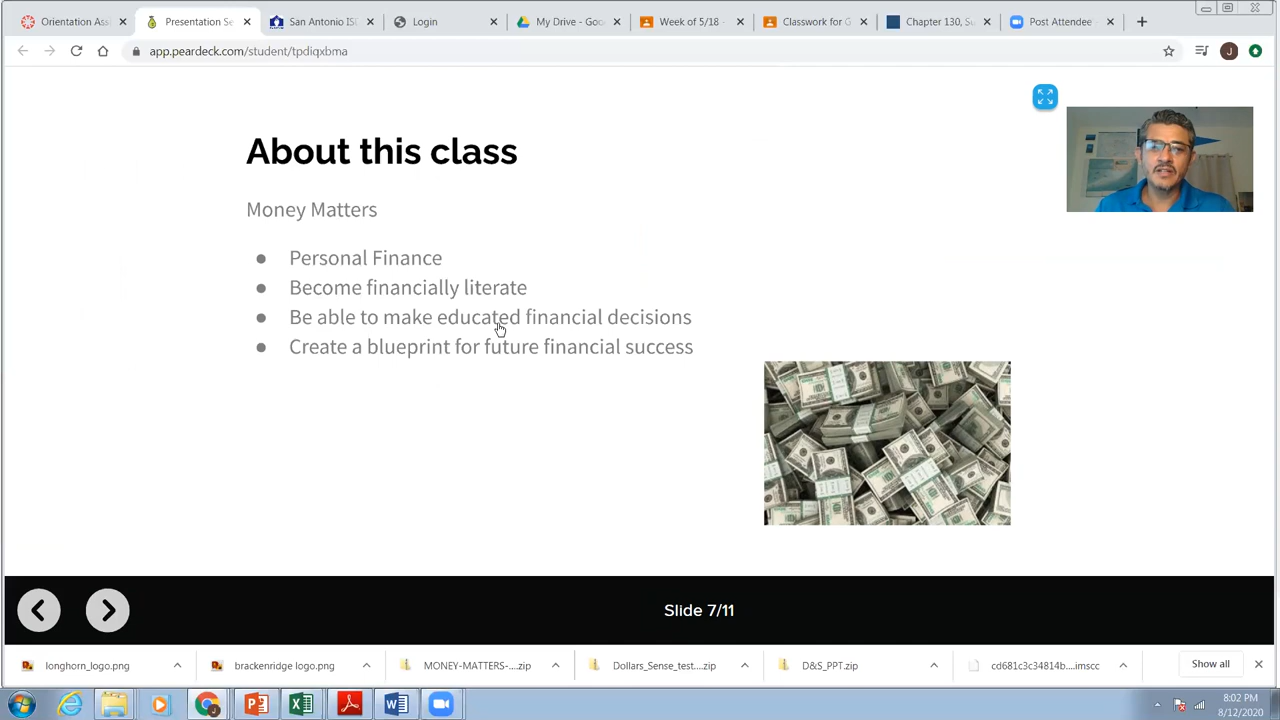 Orientation Ass
Presentation Se
San Antonio IS
Login
My Drive - Goo
Week of 5/18 -
Classwork for
Chapter 130, S
Post Attendee -
app.peardeck.com/student/tpdiqxbma
J
About this class
Money Matters
● Personal Finance
● Become financially literate
● Be able to make educated financial decisions
● Create a blueprint for future financial success
Slide 7/11
longhorn_logo.png
brackenridge logo.png
MONEY-MATTERS-....zip
Dollars_Sense_test....zip
D&S_PPT.zip
cd681c3c34814b....imscc
Show all
8:02 PM
8/12/2020